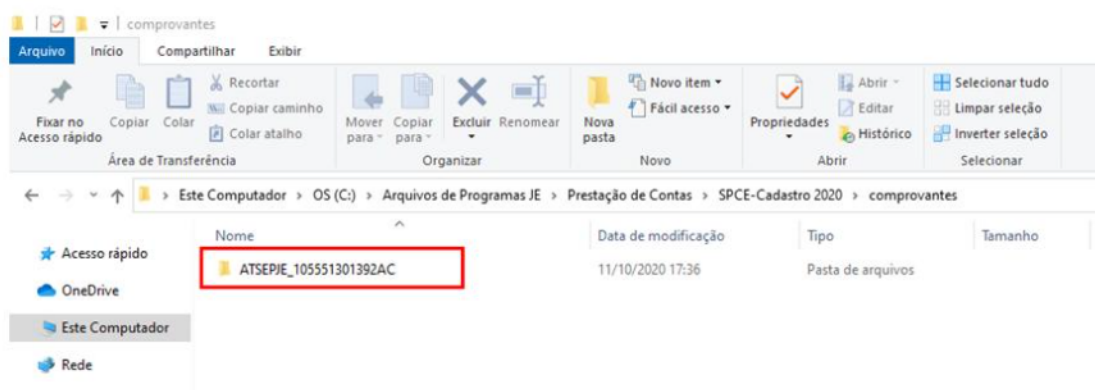 comprovantes
Arquivo Início Compartilhar Exibir
Fixar no Acesso rápido
Copiar
Colar
Recortar
Copiar caminho
Colar atalho
Área de Transferência
Mover para
Copiar para
Excluir
Renomear
Organizar
Nova pasta
Novo item
Fácil acesso
Novo
Propriedades
Abrir
Editar
Histórico
Abrir
Selecionar tudo
Limpar seleção
Inverter seleção
Selecionar
Este Computador > OS (C:) > Arquivos de Programas JE > Prestação de Contas > SPCE-Cadastro 2020 > comprovantes
Nome Data de modificação Tipo Tamanho
ATSEPJE_105551301392AC 11/10/2020 17:36 Pasta de arquivos
Acesso rápido
OneDrive
Este Computador
Rede